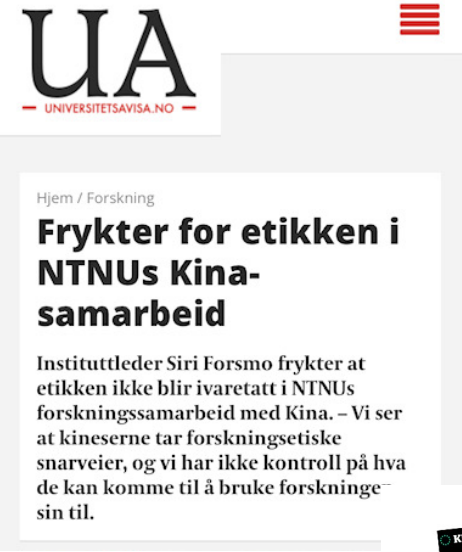 UA
UNIVERSITETSAVISA.NO
Hjem / Forskning
Frykter for etikken i
NTNUs Kina-
samarbeid
Instituttleder Siri Forsmo frykter at
etikken ikke blir ivaretatt i NTNUs
forskningssamarbeid med Kina. – Vi ser
at kineserne tar forskningsetiske
snarveier, og vi har ikke kontroll på hva
de kan komme til å bruke forskningen
sin til.
K